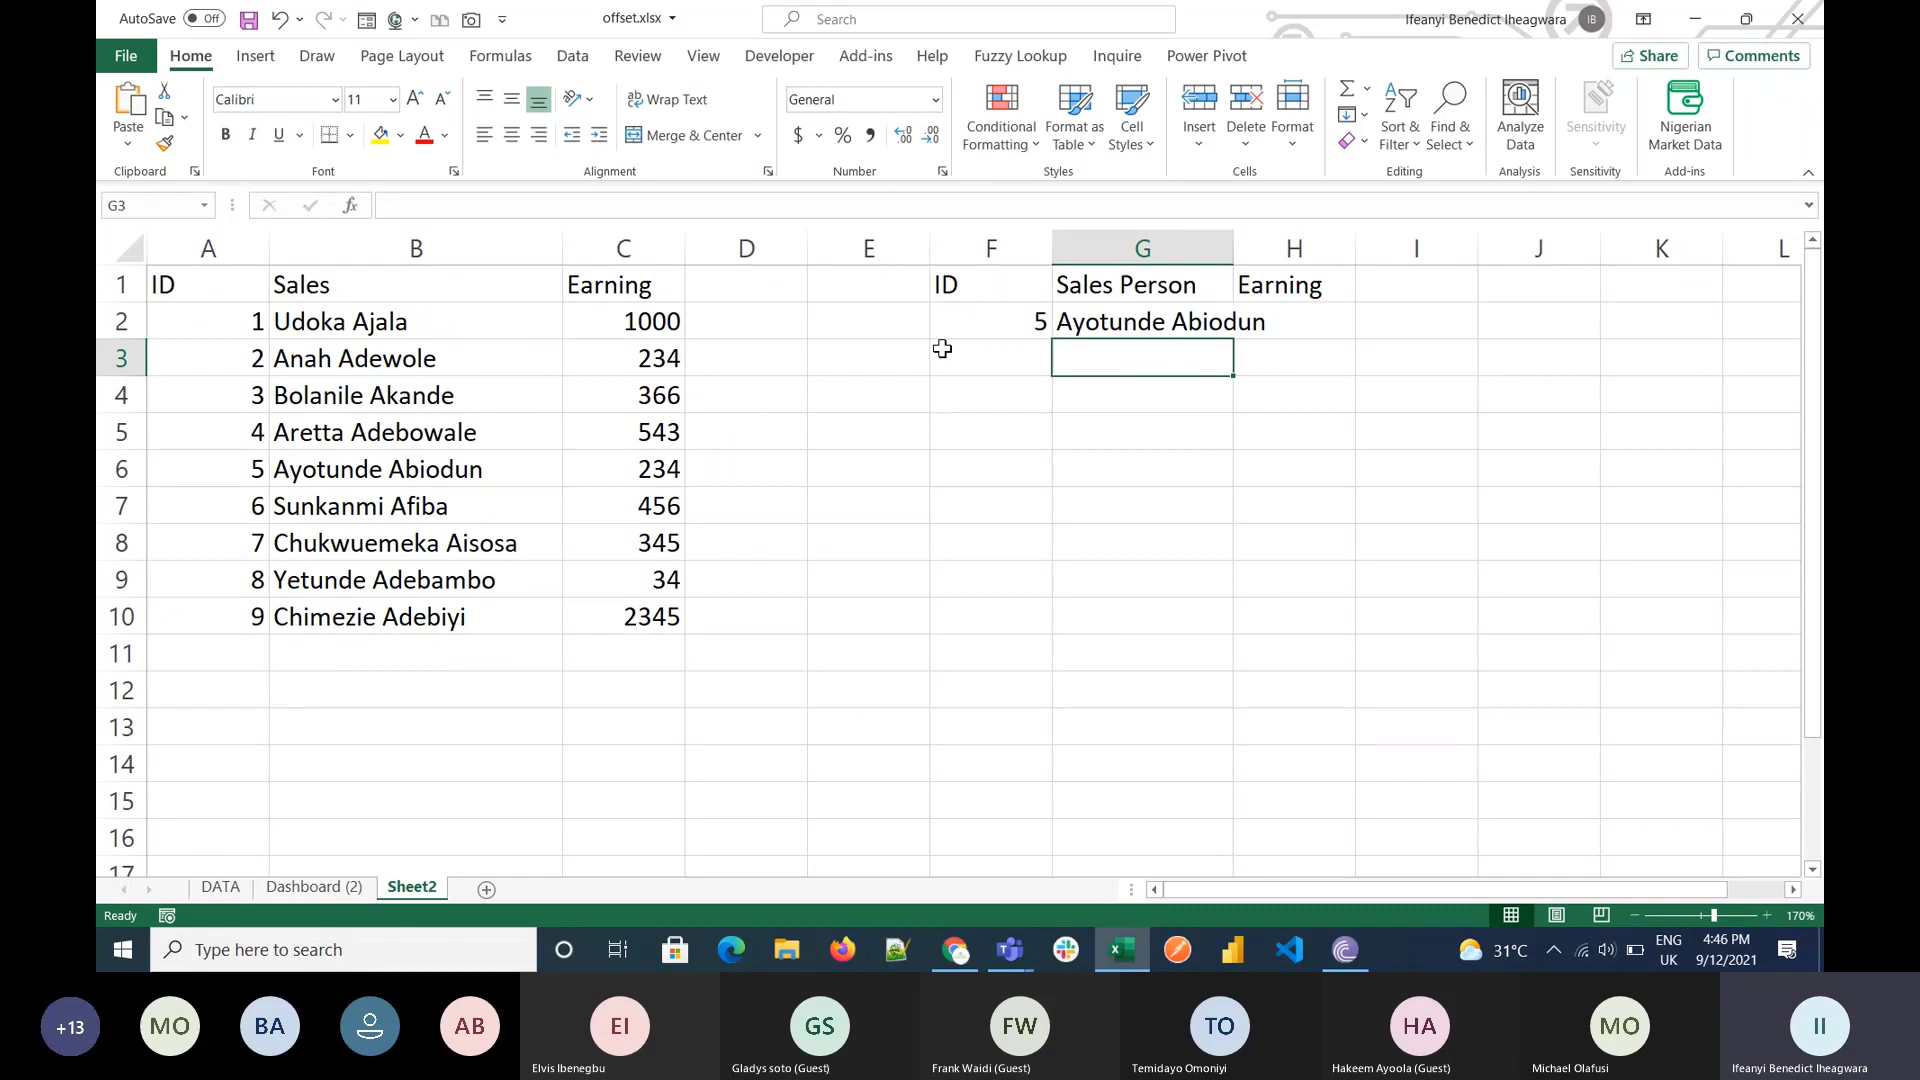 AutoSave Off
offset.xlsx
Search
Ifeanyi Benedict Iheagwara IB
File Home Insert Draw Page Layout Formulas Data Review View Developer Add-ins Help Fuzzy Lookup Inquire Power Pivot
Share Comments
Paste
Calibri 11
B I U
Wrap Text
Merge & Center
General
$ % ,
Conditional Formatting
Format as Table
Cell Styles
Insert Delete Format
Sort & Filter
Find & Select
Analyze Data
Sensitivity
Nigerian Market Data
Clipboard Font Alignment Number Styles Cells Editing Analysis Sensitivity Add-ins
G3 fx
A B C D E F G H I J K L
1 ID Sales Earning ID Sales Person Earning
2 1 Udoka Ajala 1000 5 Ayotunde Abiodun
3 2 Anah Adewole 234
4 3 Bolanile Akande 366
5 4 Aretta Adebowale 543
6 5 Ayotunde Abiodun 234
7 6 Sunkanmi Afiba 456
8 7 Chukwuemeka Aisosa 345
9 8 Yetunde Adebambo 34
10 9 Chimezie Adebiyi 2345
11
12
13
14
15
16
17
DATA Dashboard (2) Sheet2
Ready 170%
Type here to search
31°C
ENG 4:46 PM
UK 9/12/2021
+13 MO BA AB EI GS FW TO HA MO II
Elvis Ibenegbu Gladys soto (Guest) Frank Waidi (Guest) Temidayo Omoniyi Hakeem Ayoola (Guest) Michael Olafusi Ifeanyi Benedict Iheagwara